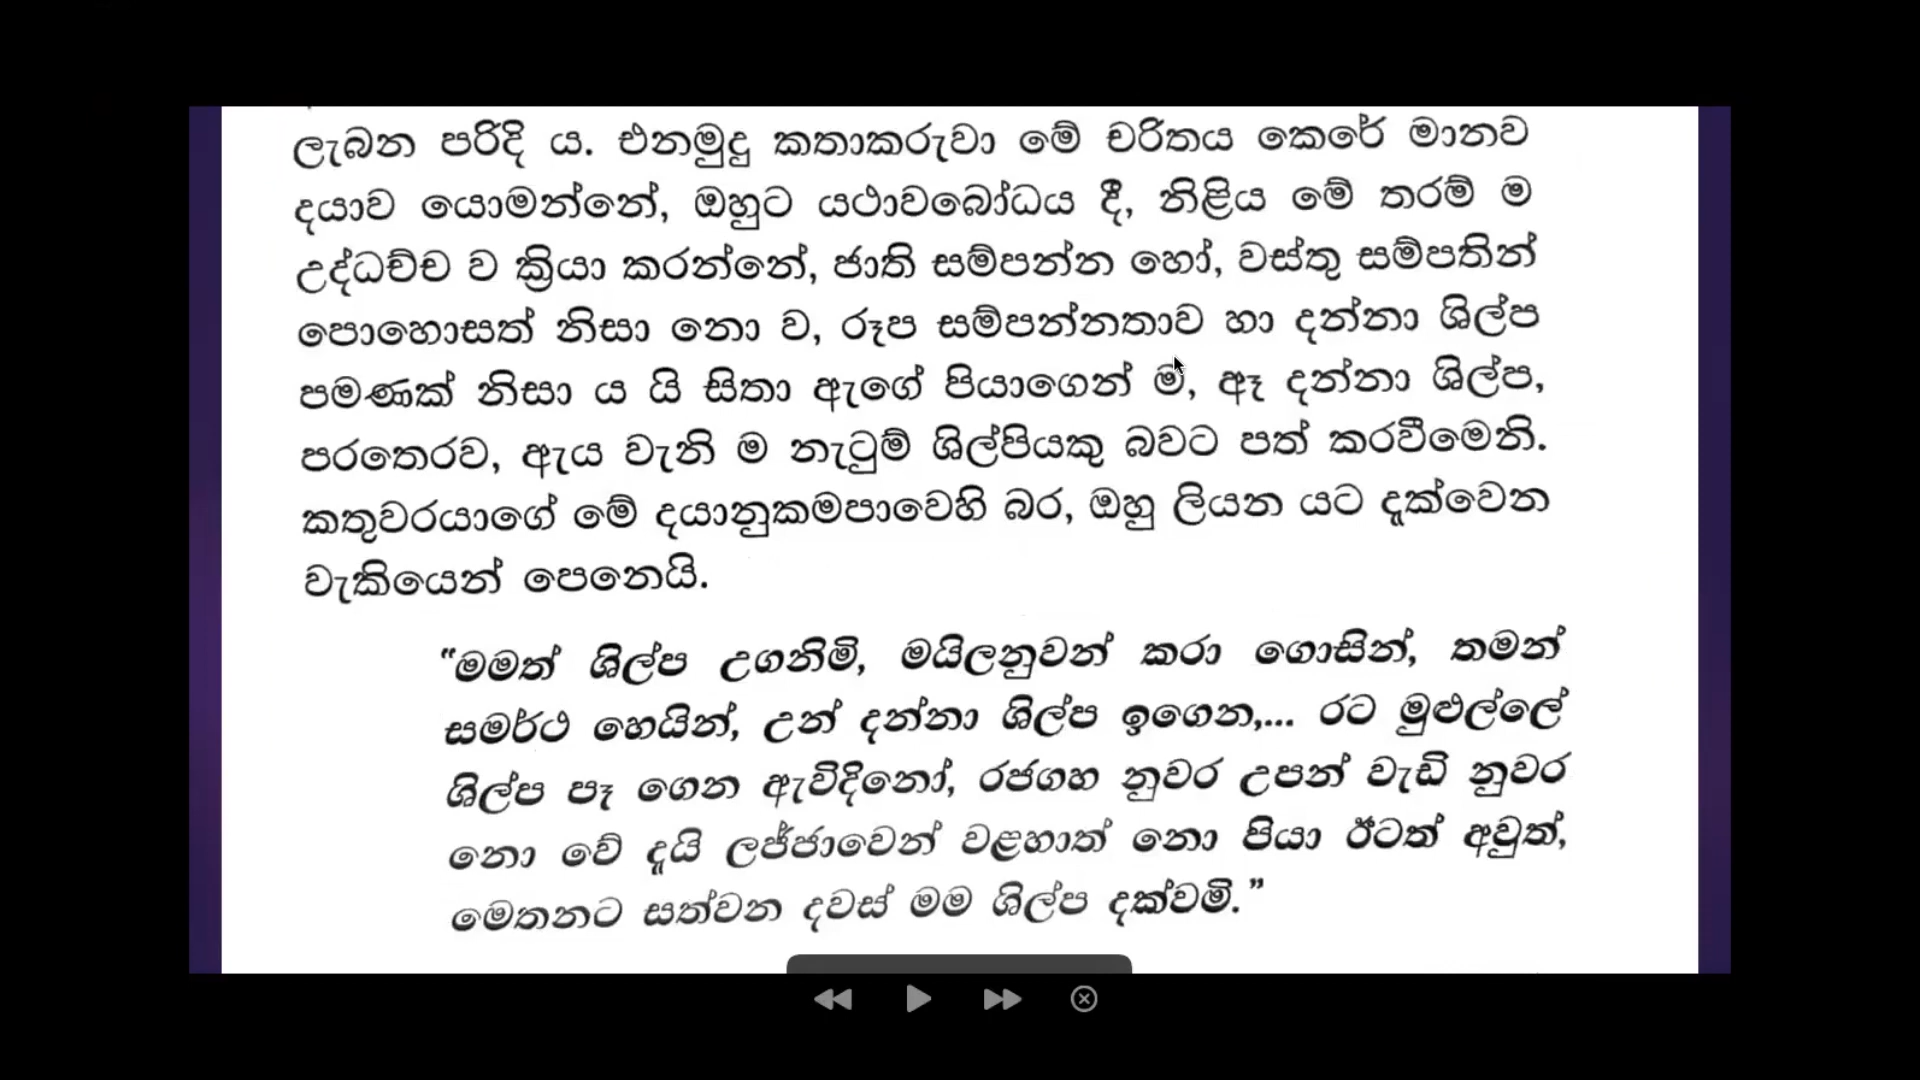 ලැබන පරිදි ය. එනමුදු කතාකරුවා මේ චරිතය කෙරේ මානව
දයාව යොමන්නේ, ඔහුට යථාවබෝධය දී, නිළිය මේ තරම් ම
උද්ධච්ච ව ක්‍රියා කරන්නේ, ජාති සම්පන්න හෝ, වස්තු සම්පතින්
පොහොසත් නිසා නො ව, රූප සම්පන්නතාව හා දන්නා ශිල්ප
පමණක් නිසා ය යි සිතා ඇගේ පියාගෙන් ම, ඈ දන්නා ශිල්ප,
පරතෙරව, ඇය වැනි ම නැටුම් ශිල්පියකු බවට පත් කරවීමෙනි.
කතුවරයාගේ මේ දයානුකමපාවෙහි බර, ඔහු ලියන යට දැක්වෙන
වැකියෙන් පෙනෙයි.
“මමත් ශිල්ප උගනිමි, මයිලනුවන් කරා ගොසින්, තමන්
සමර්ථ හෙයින්, උන් දන්නා ශිල්ප ඉගෙන,... රට මුළුල්ලේ
ශිල්ප පෑ ගෙන ඇවිදිනෝ, රජගහ නුවර උපන් වැඩි නුවර
නො වේ දැයි ලජ්ජාවෙන් වළහාත් නො පියා ඊටත් අවුත්,
මෙතනට සත්වන දවස් මම ශිල්ප දක්වමි.”